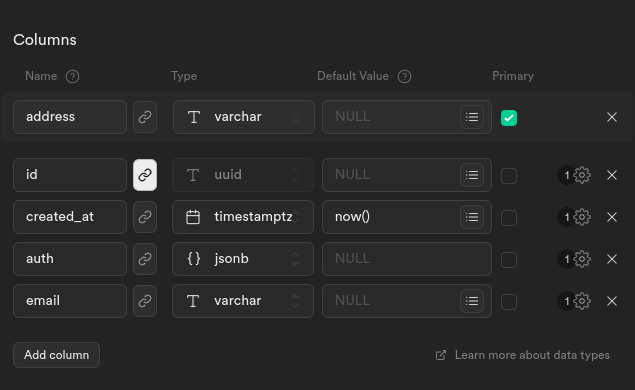 Columns
Name ? Type Default Value ? Primary
address T varchar NULL
id T uuid NULL 1
created_at timestamptz now() 1
auth {} jsonb NULL 1
email T varchar NULL 1
Add column Learn more about data types